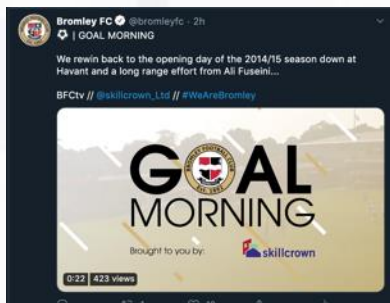 Bromley FC @bromleyfc · 2h
| GOAL MORNING
We rewin back to the opening day of the 2014/15 season down at
Havant and a long range effort from Ali Fuseini...
BFCtv // @skillcrown_Ltd // #WeAreBromley
GOAL
MORNING
Brought to you by: skillcrown
0:22 423 views